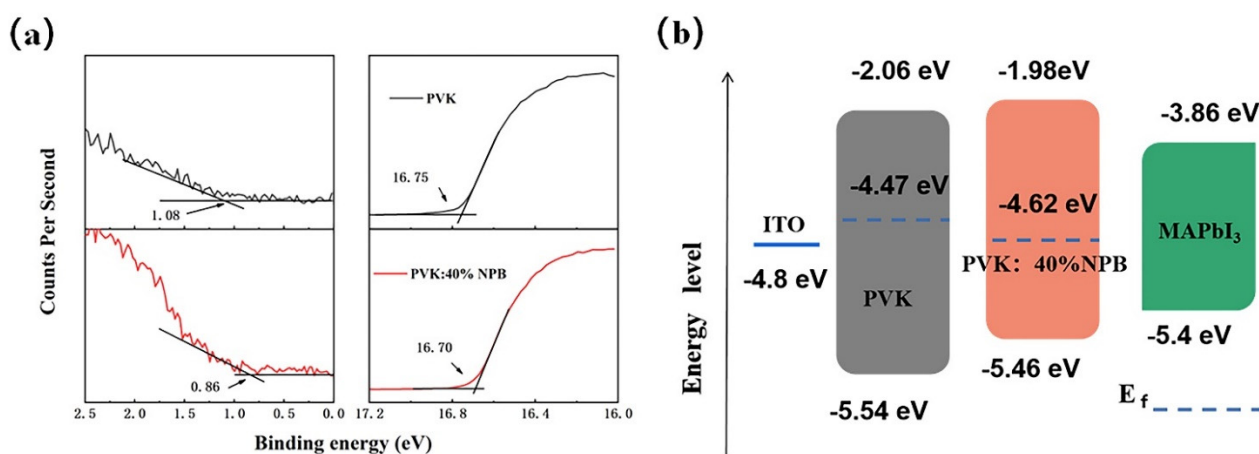 (a)
Counts Per Second
PVK
16.75
1.08
PVK:40% NPB
16.70
0.86
2.5 2.0 1.5 1.0 0.5 0.0
17.2 16.8 16.4 16.0
Binding energy (eV)
(b)
Energy level
-2.06 eV
-1.98eV
-3.86 eV
-4.47 eV
-4.62 eV
ITO
MAPbI₃
-4.8 eV
PVK
PVK: 40%NPB
-5.4 eV
-5.46 eV
-5.54 eV
E_f